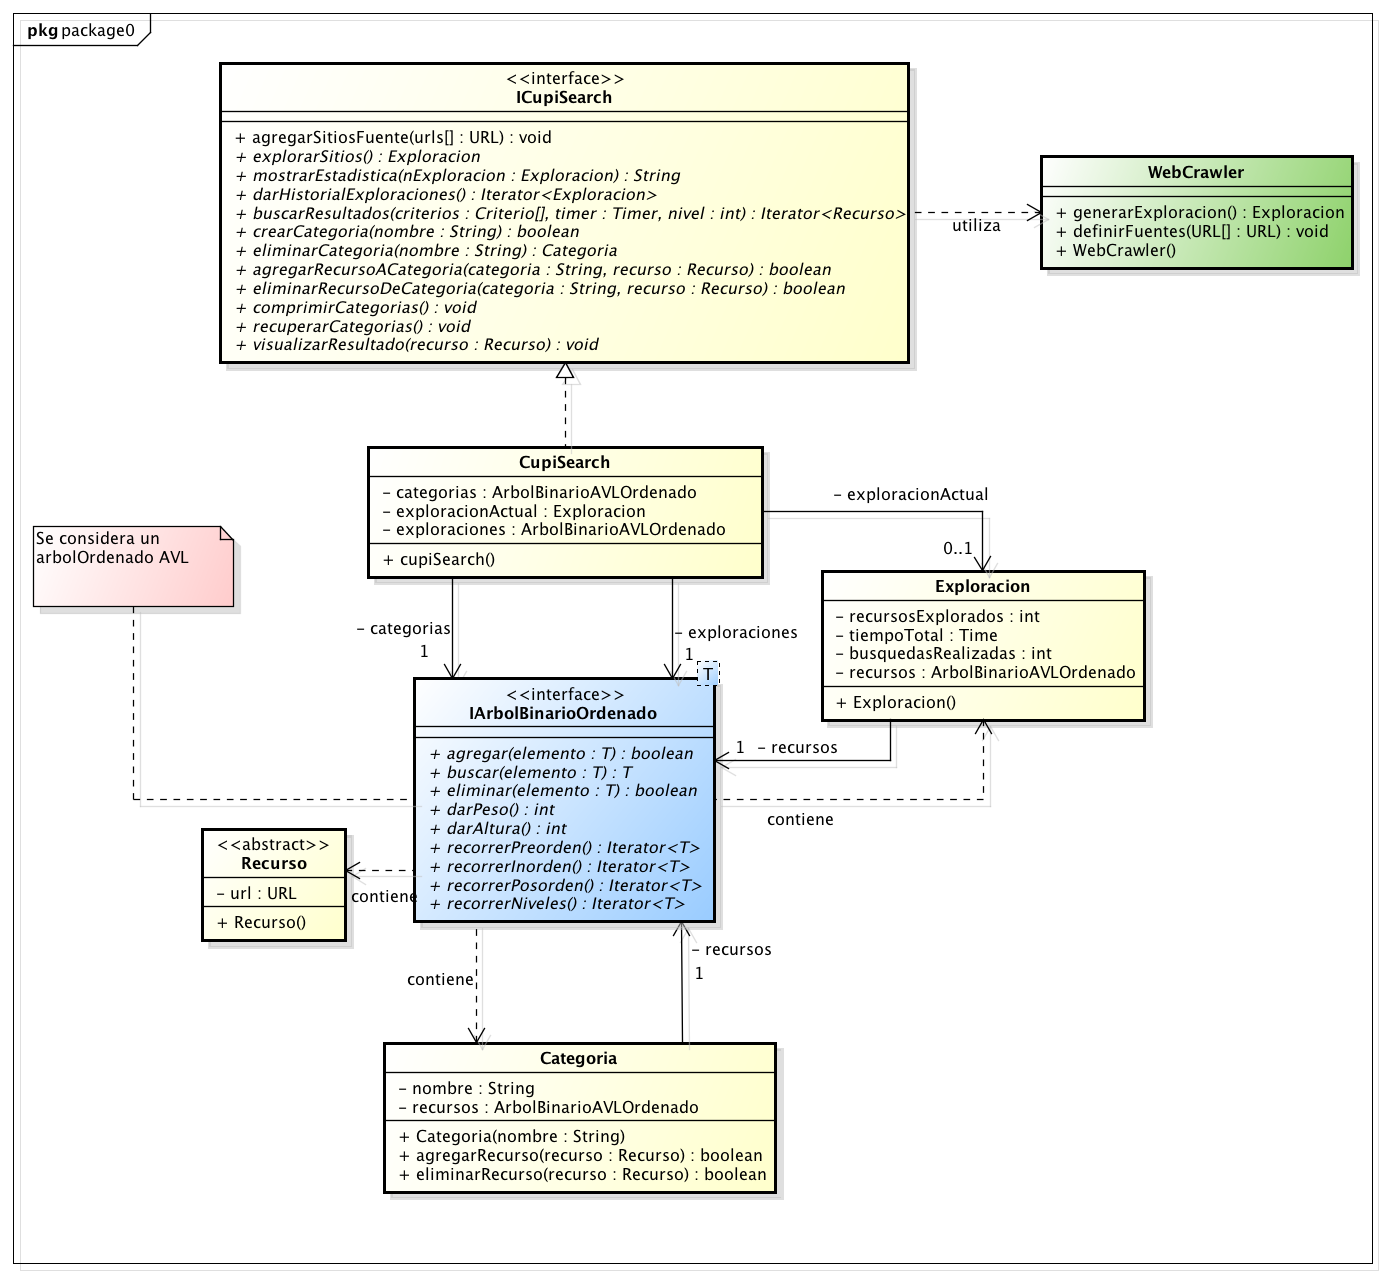 pkg package0
<<interface>>
ICupiSearch
+ agregarSitiosFuente(urls[] : URL) : void
+ explorarSitios() : Exploracion
+ mostrarEstadistica(nExploracion : Exploracion) : String
+ darHistorialExploraciones() : Iterator<Exploracion>
+ buscarResultados(criterios : Criterio[], timer : Timer, nivel : int) : Iterator<Recurso>
+ crearCategoria(nombre : String) : boolean
+ eliminarCategoria(nombre : String) : Categoria
+ agregarRecursoACategoria(categoria : String, recurso : Recurso) : boolean
+ eliminarRecursoDeCategoria(categoria : String, recurso : Recurso) : boolean
+ comprimirCategorias() : void
+ recuperarCategorias() : void
+ visualizarResultado(recurso : Recurso) : void
utiliza
WebCrawler
+ generarExploracion() : Exploracion
+ definirFuentes(URL[] : URL) : void
+ WebCrawler()
CupiSearch
- categorias : ArbolBinarioAVLOrdenado
- exploracionActual : Exploracion
- exploraciones : ArbolBinarioAVLOrdenado
+ cupiSearch()
- exploracionActual
0..1
Se considera un
arbolOrdenado AVL
Exploracion
- recursosExplorados : int
- tiempoTotal : Time
- busquedasRealizadas : int
- recursos : ArbolBinarioAVLOrdenado
+ Exploracion()
- categorias
1
- exploraciones
1
T
<<interface>>
IArbolBinarioOrdenado
+ agregar(elemento : T) : boolean
+ buscar(elemento : T) : T
+ eliminar(elemento : T) : boolean
+ darPeso() : int
+ darAltura() : int
+ recorrerPreorden() : Iterator<T>
+ recorrerInorden() : Iterator<T>
+ recorrerPosorden() : Iterator<T>
+ recorrerNiveles() : Iterator<T>
1 - recursos
contiene
<<abstract>>
Recurso
- url : URL
+ Recurso()
contiene
contiene
- recursos
1
Categoria
- nombre : String
- recursos : ArbolBinarioAVLOrdenado
+ Categoria(nombre : String)
+ agregarRecurso(recurso : Recurso) : boolean
+ eliminarRecurso(recurso : Recurso) : boolean